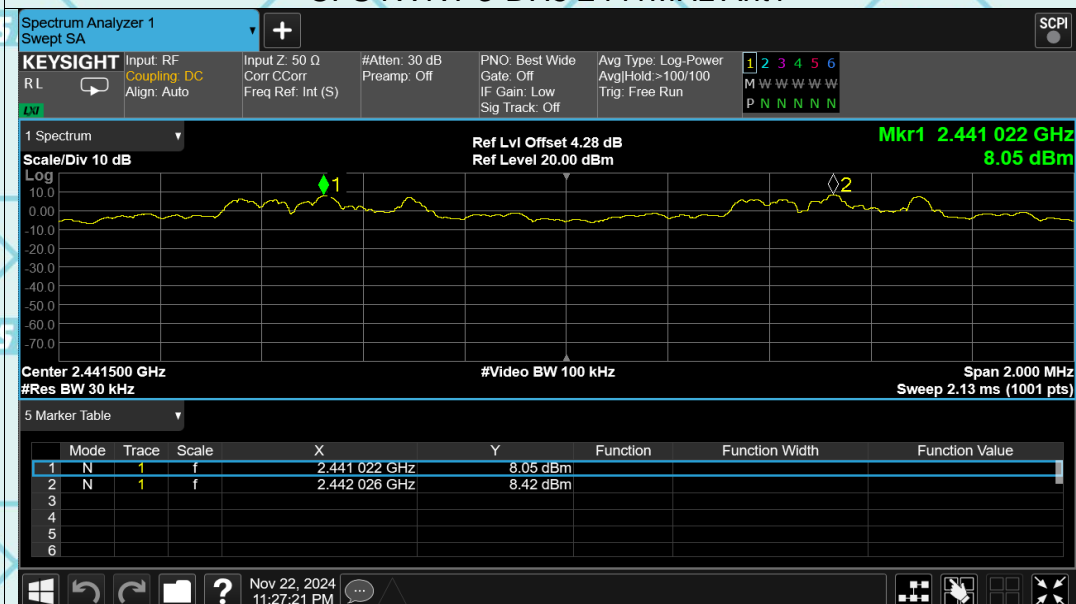 Spectrum Analyzer 1
Swept SA
+
SCPI
KEYSIGHT
RL
LXI
Input: RF
Coupling: DC
Align: Auto
Input Z: 50 Ω
Corr CCorr
Freq Ref: Int (S)
#Atten: 30 dB
Preamp: Off
PNO: Best Wide
Gate: Off
IF Gain: Low
Sig Track: Off
Avg Type: Log-Power
Avg|Hold:>100/100
Trig: Free Run
1 2 3 4 5 6
M W W W W W
P N N N N N
1 Spectrum
Scale/Div 10 dB
Ref Lvl Offset 4.28 dB
Ref Level 20.00 dBm
Mkr1 2.441 022 GHz
8.05 dBm
Log
1
2
10.0
0.00
-10.0
-20.0
-30.0
-40.0
-50.0
-60.0
-70.0
Center 2.441500 GHz
#Video BW 100 kHz
Span 2.000 MHz
#Res BW 30 kHz
Sweep 2.13 ms (1001 pts)
5 Marker Table
Mode Trace Scale X Y Function Function Width Function Value
1 N 1 f 2.441 022 GHz 8.05 dBm
2 N 1 f 2.442 026 GHz 8.42 dBm
3
4
5
6
?
Nov 22, 2024
11:27:21 PM